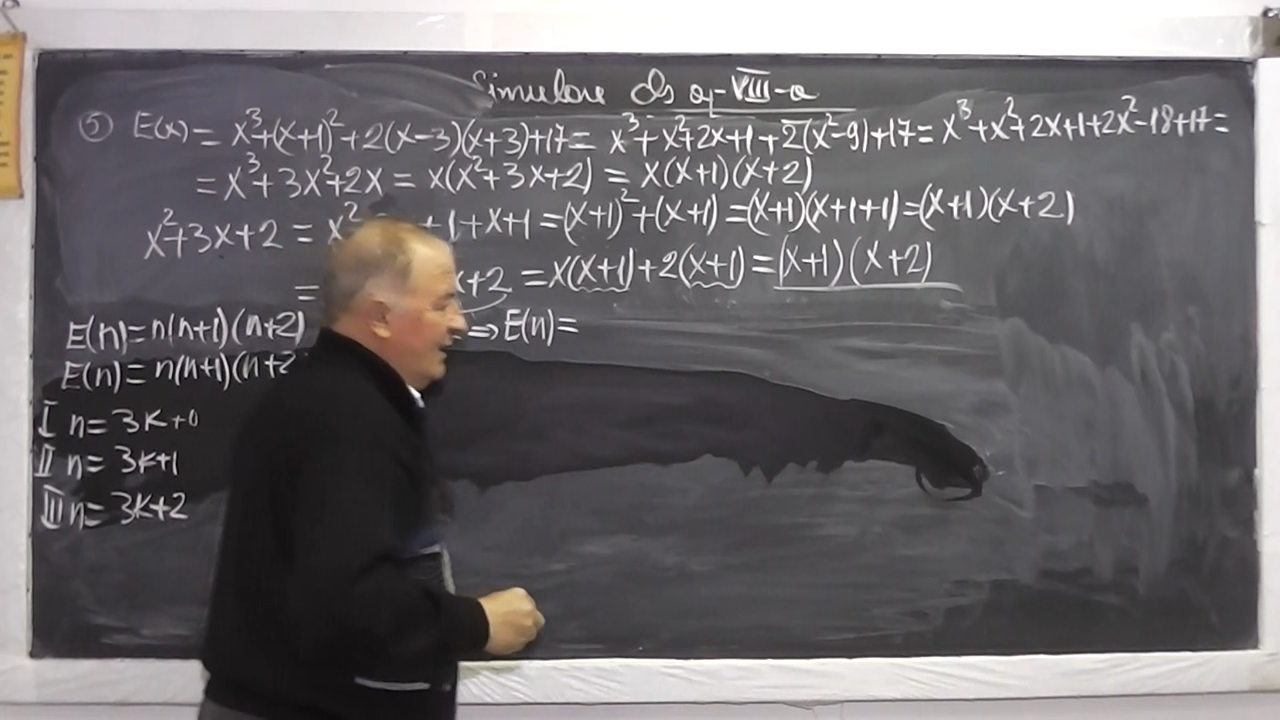 Simulare cls a-VIII-a
⑤ E(x) = x³+(x+1)²+2(x-3)(x+3)+17 = x³+x²+2x+1+2(x²-9)+17 = x³+x²+2x+1+2x²-18+17 =
= x³+3x²+2x = x(x²+3x+2) = x(x+1)(x+2)
x²+3x+2 = x² +1+x+1 = (x+1)²+(x+1) = (x+1)(x+1+1) = (x+1)(x+2)
= x+2 = x(x+1)+2(x+1) = (x+1)(x+2)
E(n) = n(n+1)(n+2) ⇒ E(n) =
E(n) = n(n+1)(n+2
I n = 3k+0
II n = 3k+1
III n = 3k+2